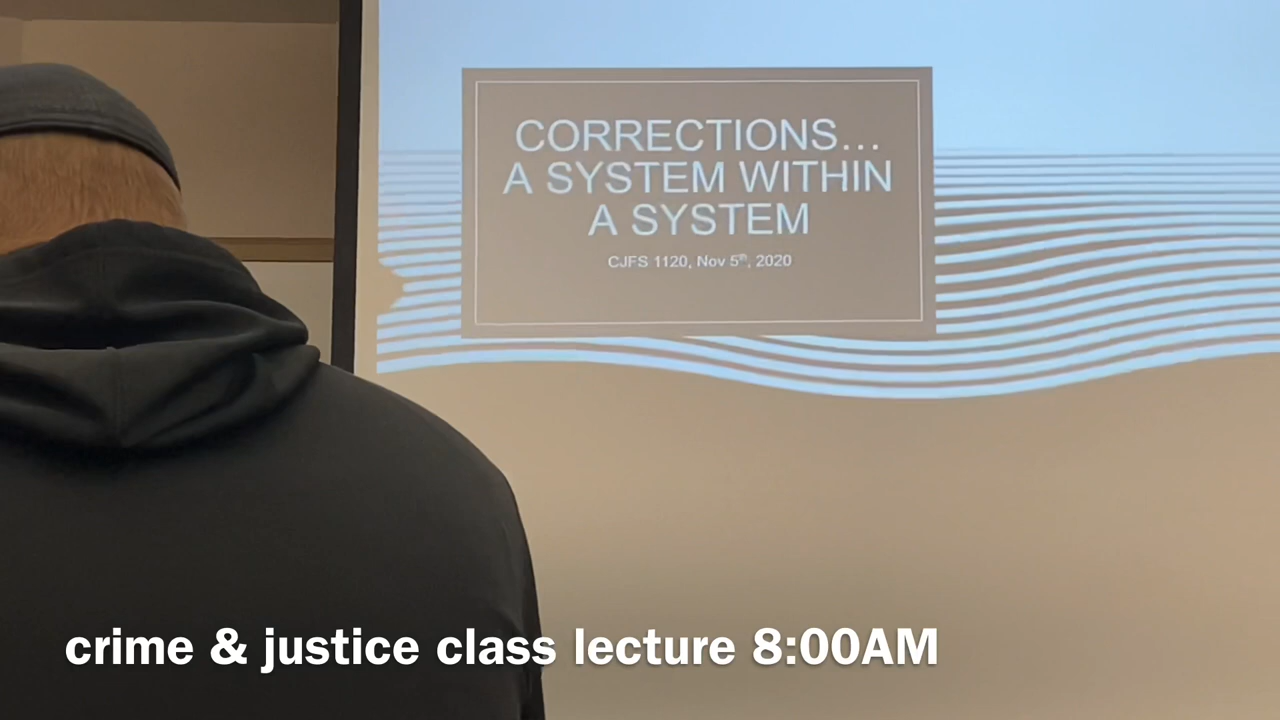 CORRECTIONS...
A SYSTEM WITHIN
A SYSTEM
CJFS 1120, Nov 5th, 2020
crime & justice class lecture 8:00AM